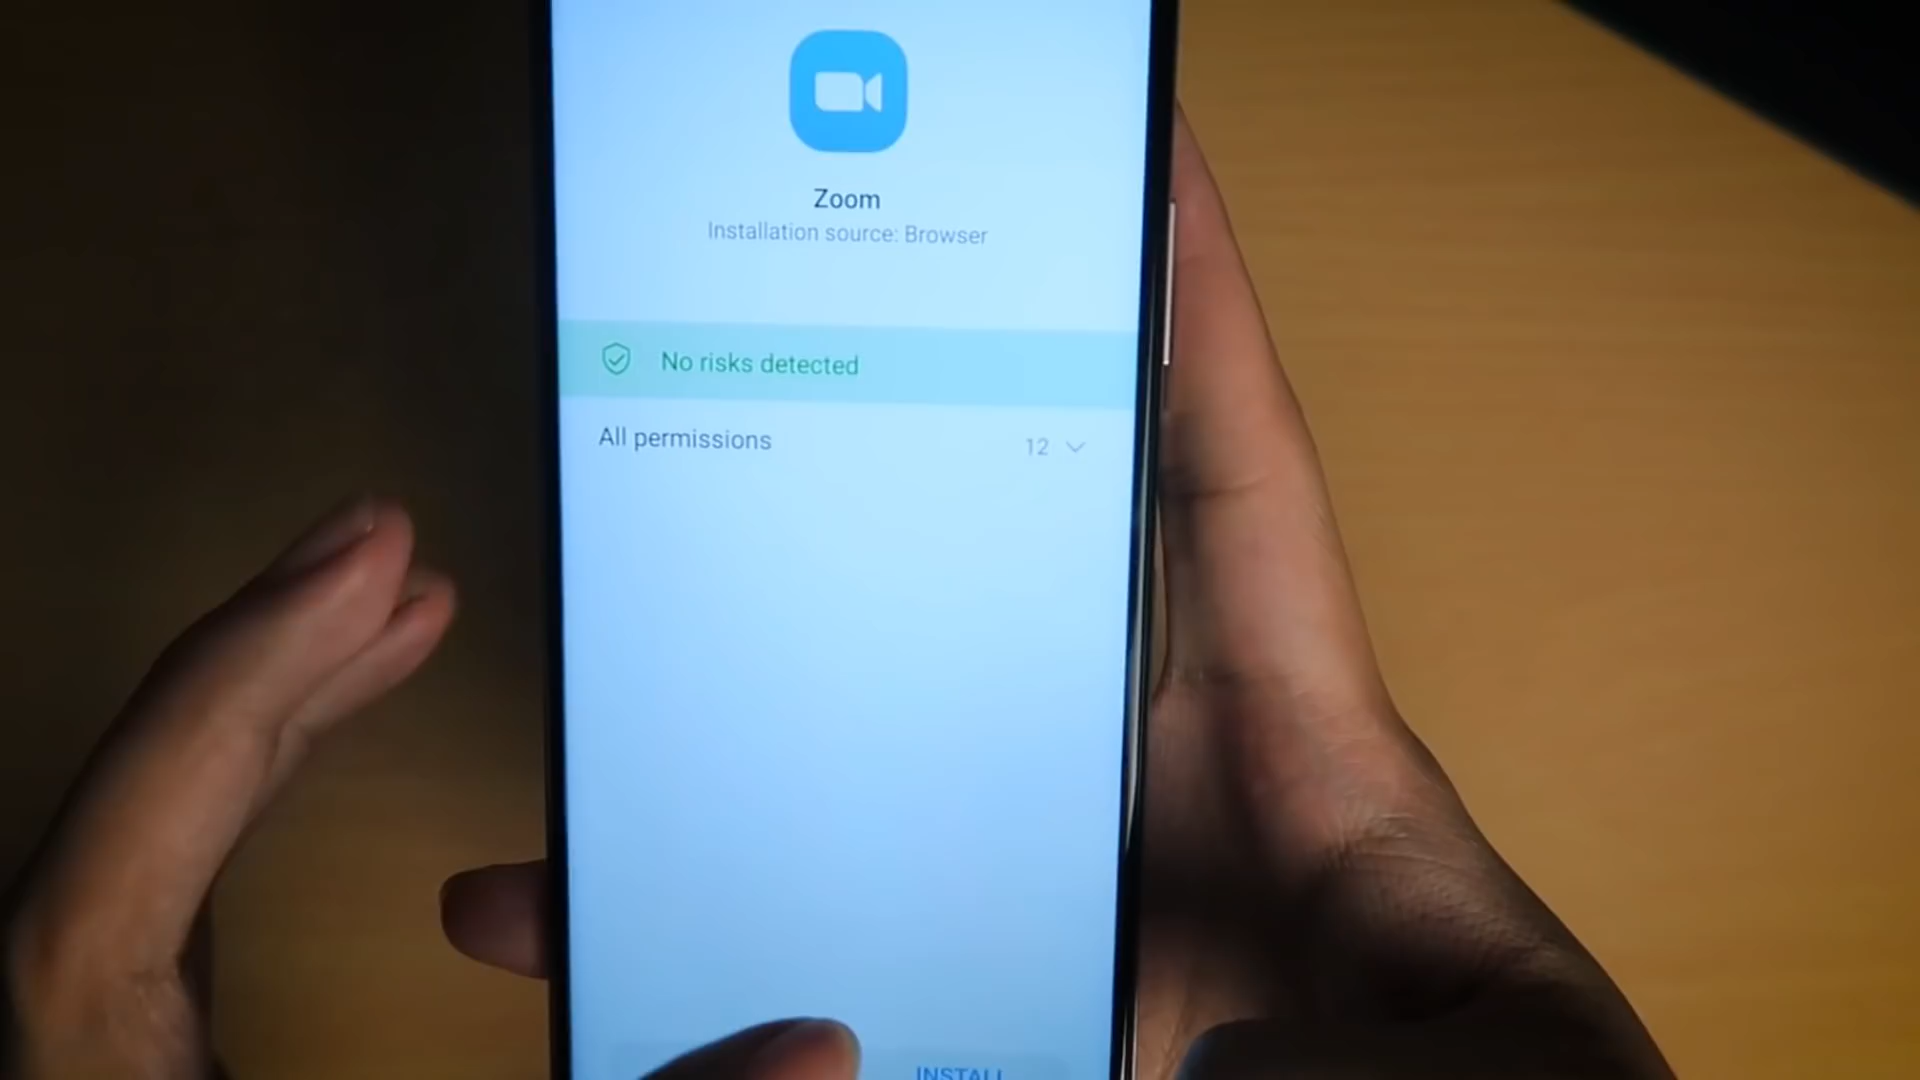 Zoom
Installation source: Browser
No risks detected
All permissions
12
INSTALL